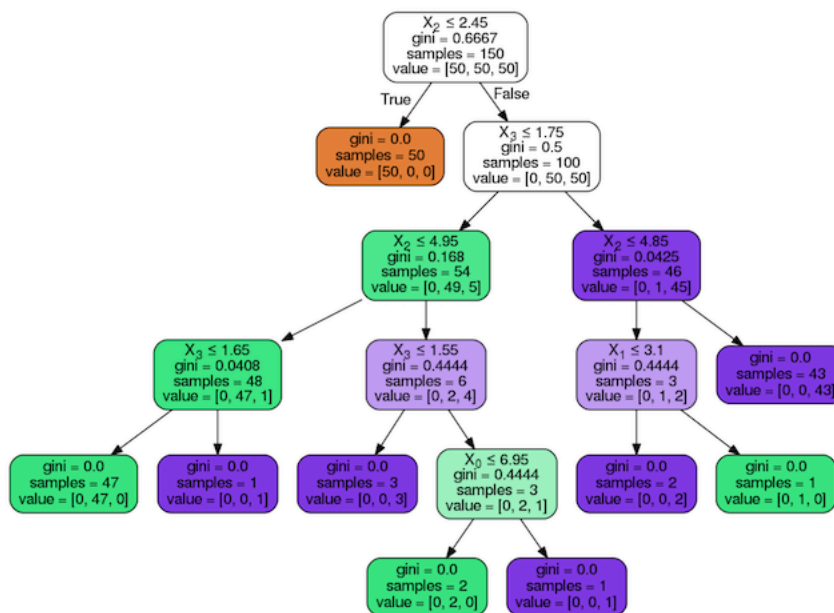 X₂ ≤ 2.45
gini = 0.6667
samples = 150
value = [50, 50, 50]
True
False
gini = 0.0
samples = 50
value = [50, 0, 0]
X₃ ≤ 1.75
gini = 0.5
samples = 100
value = [0, 50, 50]
X₂ ≤ 4.95
gini = 0.168
samples = 54
value = [0, 49, 5]
X₂ ≤ 4.85
gini = 0.0425
samples = 46
value = [0, 1, 45]
X₃ ≤ 1.65
gini = 0.0408
samples = 48
value = [0, 47, 1]
X₃ ≤ 1.55
gini = 0.4444
samples = 6
value = [0, 2, 4]
X₁ ≤ 3.1
gini = 0.4444
samples = 3
value = [0, 1, 2]
gini = 0.0
samples = 43
value = [0, 0, 43]
gini = 0.0
samples = 47
value = [0, 47, 0]
gini = 0.0
samples = 1
value = [0, 0, 1]
gini = 0.0
samples = 3
value = [0, 0, 3]
X₀ ≤ 6.95
gini = 0.4444
samples = 3
value = [0, 2, 1]
gini = 0.0
samples = 2
value = [0, 0, 2]
gini = 0.0
samples = 1
value = [0, 1, 0]
gini = 0.0
samples = 2
value = [0, 2, 0]
gini = 0.0
samples = 1
value = [0, 0, 1]